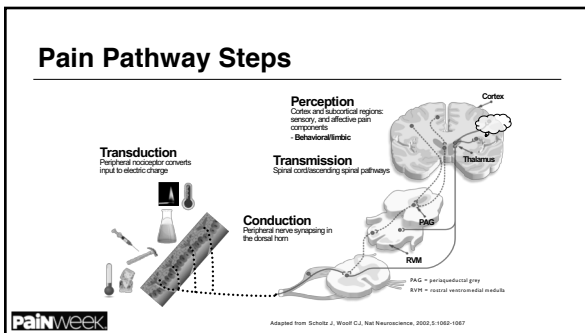 Pain Pathway Steps
Perception
Cortex and subcortical regions:
sensory, and affective pain
components
- Behavioral/limbic
Cortex
Thalamus
Transduction
Peripheral nociceptor converts
input to electric charge
Transmission
Spinal cord/ascending spinal pathways
Conduction
Peripheral nerve synapsing in
the dorsal horn
PAG
RVM
PAG = periaqueductal grey
RVM = rostral ventromedial medulla
PAINWEEK.
Adapted from Scholtz J, Woolf CJ, Nat Neuroscience, 2002,5:1062-1067